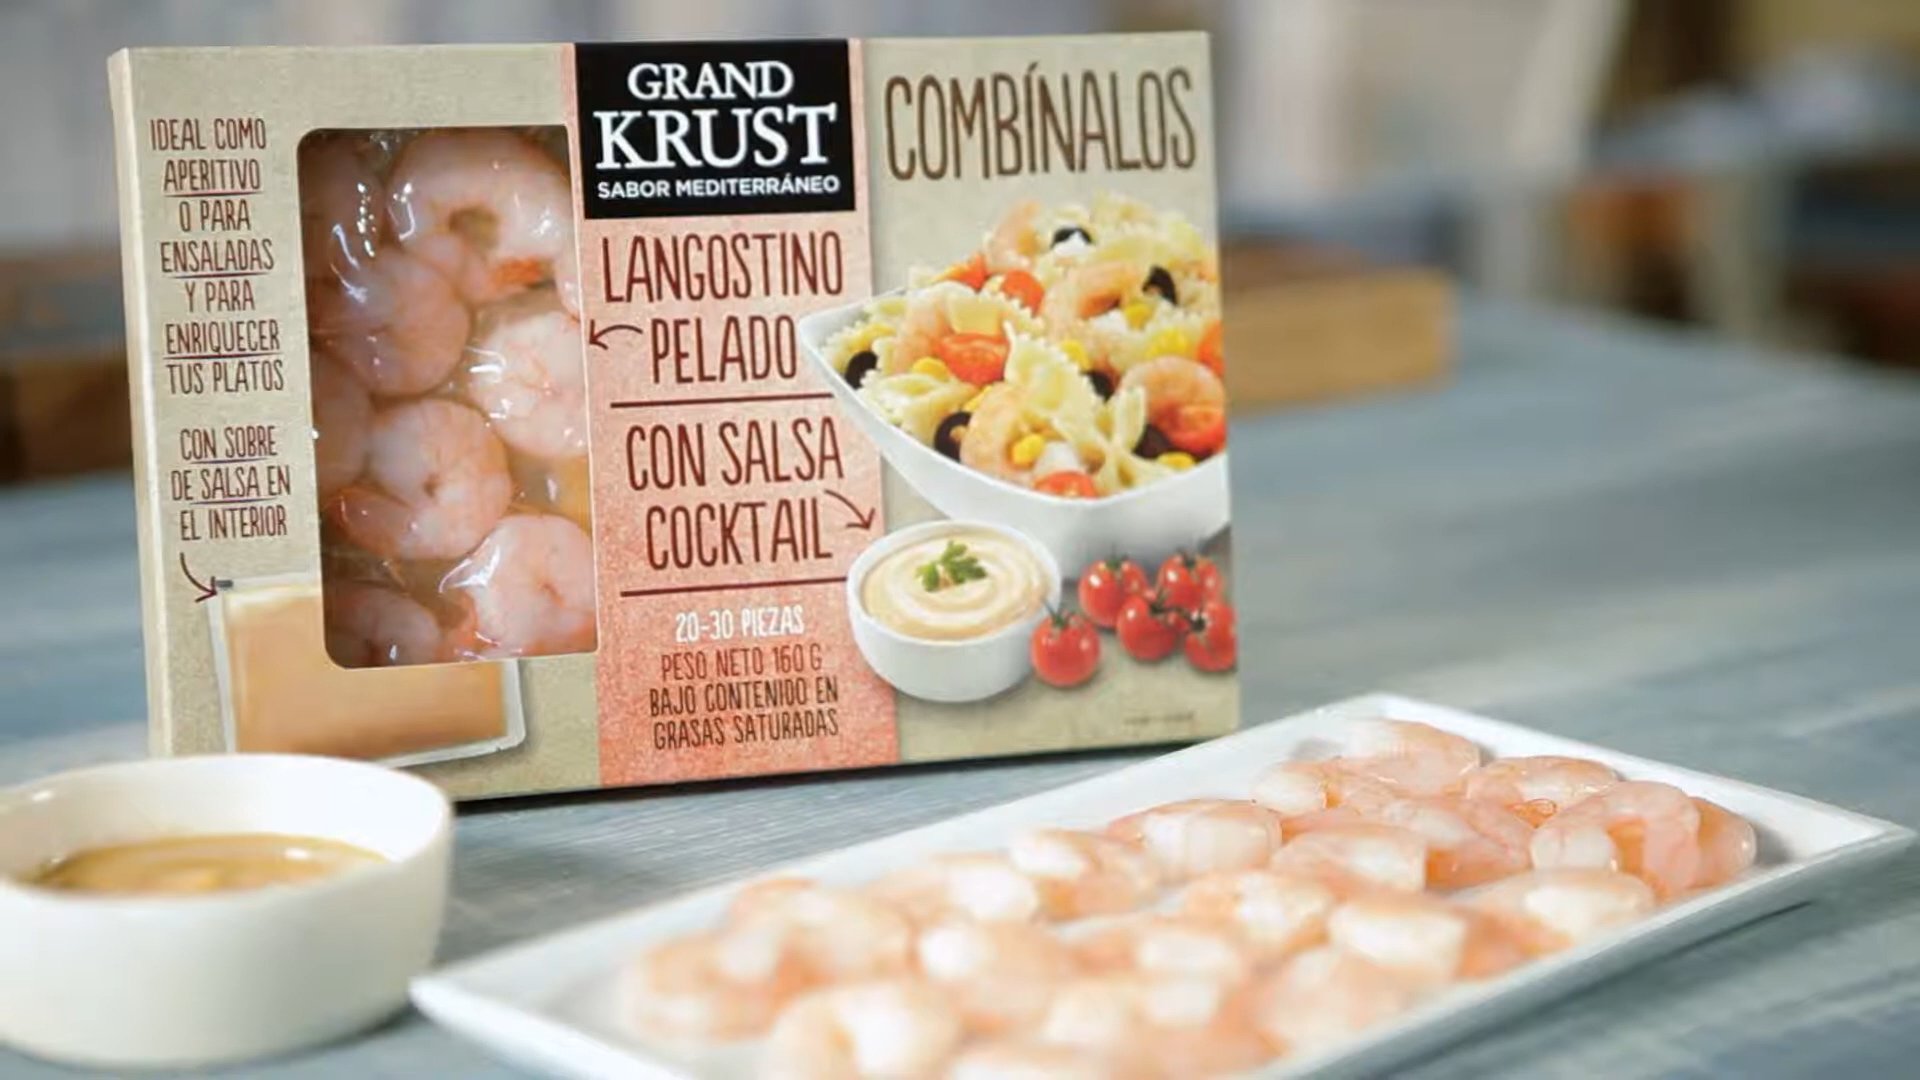 IDEAL COMO
APERITIVO
O PARA
ENSALADAS
Y PARA
ENRIQUECER
TUS PLATOS
CON SOBRE
DE SALSA EN
EL INTERIOR
GRAND
KRUST
SABOR MEDITERRÁNEO
LANGOSTINO
PELADO
CON SALSA
COCKTAIL
20-30 PIEZAS
PESO NETO 160 G
BAJO CONTENIDO EN
GRASAS SATURADAS
COMBÍNALOS